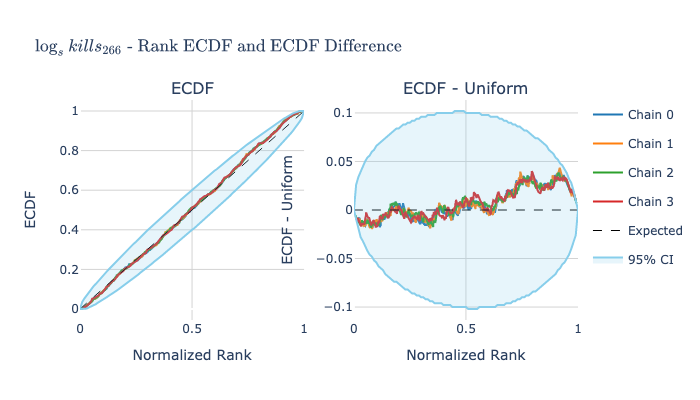 log_s kills_266 - Rank ECDF and ECDF Difference
ECDF
ECDF - Uniform
1
0.8
0.6
0.4
0.2
0
ECDF
0
0.5
1
Normalized Rank
0.1
0.05
0
−0.05
−0.1
ECDF - Uniform
0
0.5
1
Normalized Rank
Chain 0
Chain 1
Chain 2
Chain 3
Expected
95% CI